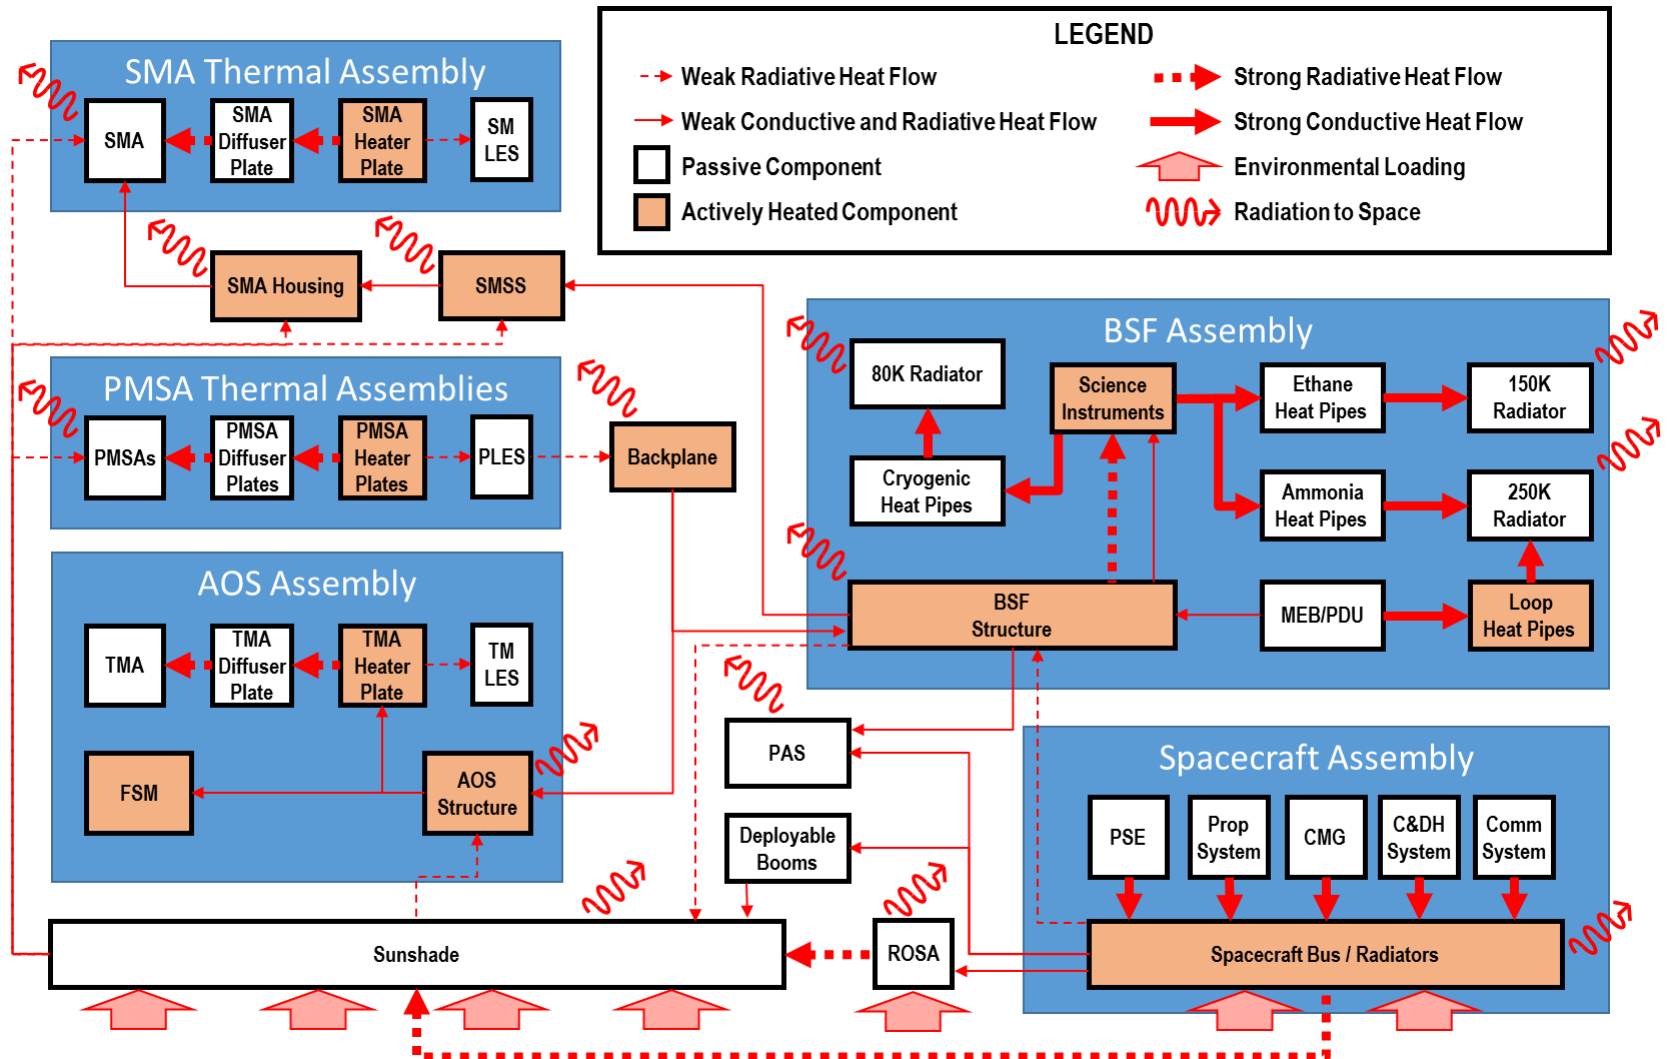 LEGEND
Weak Radiative Heat Flow
Strong Radiative Heat Flow
Weak Conductive and Radiative Heat Flow
Strong Conductive Heat Flow
Passive Component
Environmental Loading
Actively Heated Component
Radiation to Space
SMA Thermal Assembly
SMA
SMA
Diffuser
Plate
SMA
Heater
Plate
SM
LES
SMA Housing
SMSS
PMSA Thermal Assemblies
PMSAs
PMSA
Diffuser
Plates
PMSA
Heater
Plates
PLES
Backplane
AOS Assembly
TMA
TMA
Diffuser
Plate
TMA
Heater
Plate
TM
LES
FSM
AOS
Structure
BSF Assembly
80K Radiator
Science
Instruments
Ethane
Heat Pipes
150K
Radiator
Cryogenic
Heat Pipes
Ammonia
Heat Pipes
250K
Radiator
BSF
Structure
MEB/PDU
Loop
Heat Pipes
PAS
Deployable
Booms
Spacecraft Assembly
PSE
Prop
System
CMG
C&DH
System
Comm
System
Sunshade
ROSA
Spacecraft Bus / Radiators